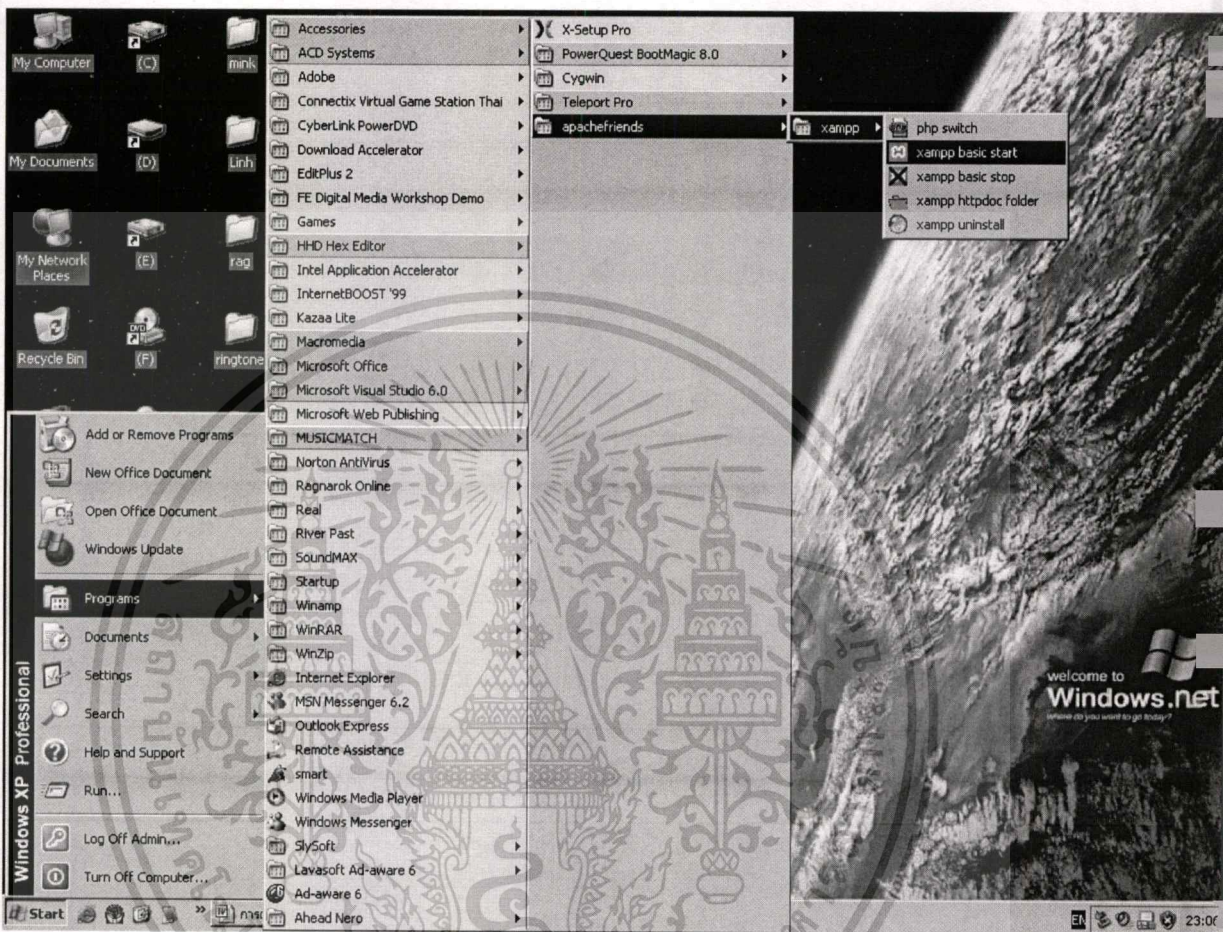 My Computer
(C)
mink
My Documents
(D)
Linh
My Network
Places
(E)
rag
Recycle Bin
(F)
ringtone
Windows XP Professional
Add or Remove Programs
New Office Document
Open Office Document
Windows Update
Programs
Documents
Settings
Search
Help and Support
Run...
Log Off Admin...
Turn Off Computer...
Accessories
ACD Systems
Adobe
Connectix Virtual Game Station Thai
CyberLink PowerDVD
Download Accelerator
EditPlus 2
FE Digital Media Workshop Demo
Games
HHD Hex Editor
Intel Application Accelerator
InternetBOOST '99
Kazaa Lite
Macromedia
Microsoft Office
Microsoft Visual Studio 6.0
Microsoft Web Publishing
MUSICMATCH
Norton AntiVirus
Ragnarok Online
Real
River Past
SoundMAX
Startup
Winamp
WinRAR
WinZip
Internet Explorer
MSN Messenger 6.2
Outlook Express
Remote Assistance
smart
Windows Media Player
Windows Messenger
SlySoft
Lavasoft Ad-aware 6
Ad-aware 6
Ahead Nero
X-Setup Pro
PowerQuest BootMagic 8.0
Cygwin
Teleport Pro
apachefriends
xampp
php switch
xampp basic start
xampp basic stop
xampp httpdoc folder
xampp uninstall
welcome to
Windows.net
where do you want to go today?
Start
EN
23:06